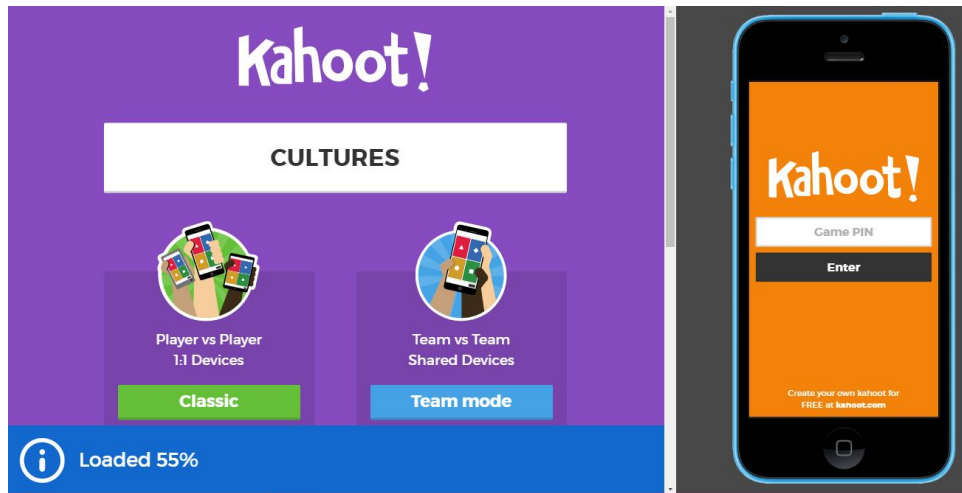 Kahoot!
CULTURES
Player vs Player
1:1 Devices
Classic
Team vs Team
Shared Devices
Team mode
Loaded 55%
Kahoot!
Game PIN
Enter
Create your own kahoot for
FREE at kahoot.com